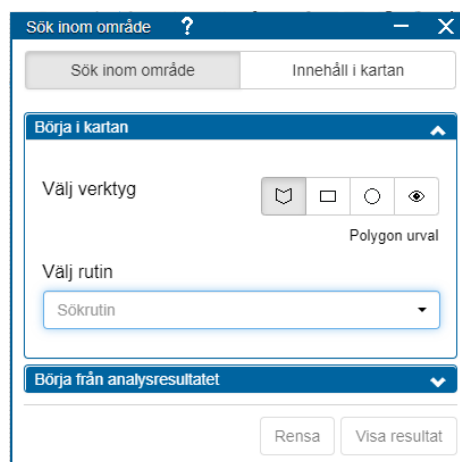 Sök inom område ?
Sök inom område Innehåll i kartan
Börja i kartan
Välj verktyg
Polygon urval
Välj rutin
Sökrutin
Börja från analysresultatet
Rensa Visa resultat